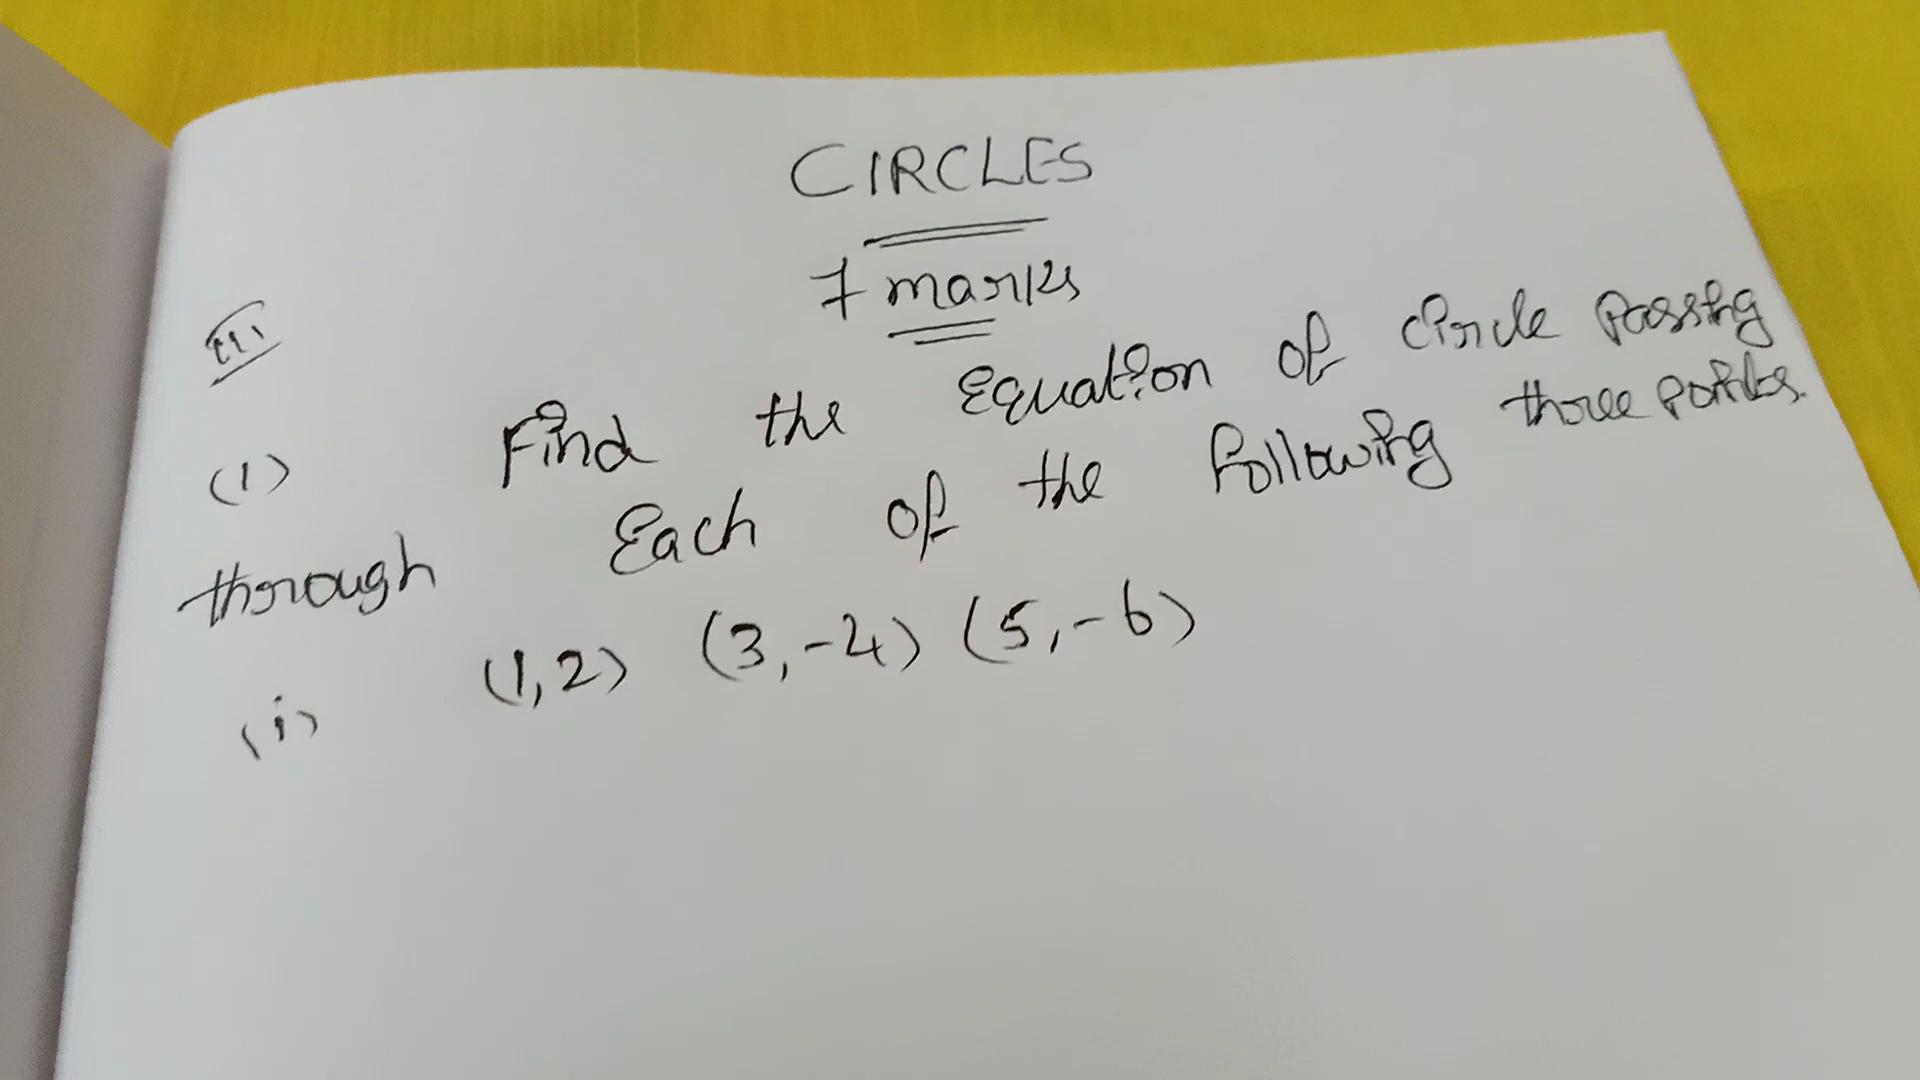 CIRCLES
7 marks
III.
(1) Find the Equation of circle passing
through Each of the following three points.
(i) (1,2) (3,-4) (5,-6)